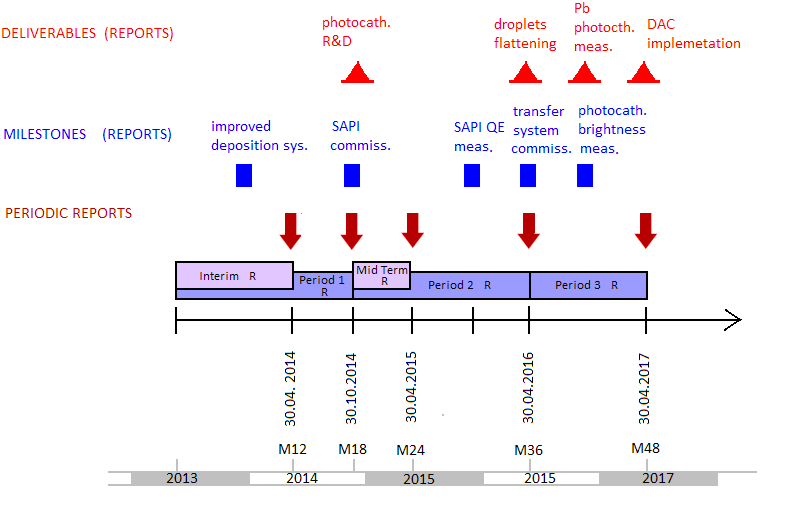 DELIVERABLES (REPORTS)
photocath.
R&D
droplets
flattening
Pb
photocth.
meas.
DAC
implemetation
MILESTONES (REPORTS)
improved
deposition sys.
SAPI
commiss.
SAPI QE
meas.
transfer
system
commiss.
photocath.
brightness
meas.
PERIODIC REPORTS
Interim R
Period 1
R
Mid Term
R
Period 2 R
Period 3 R
30.04. 2014
30.10.2014
30.04.2015
30.04.2016
30.04.2017
M12
M18
M24
M36
M48
2013
2014
2015
2015
2017